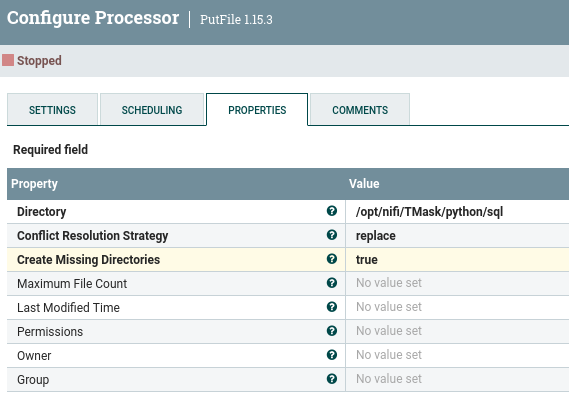 Configure Processor | PutFile 1.15.3
Stopped
SETTINGS SCHEDULING PROPERTIES COMMENTS
Required field
Property Value
Directory ? /opt/nifi/TMask/python/sql
Conflict Resolution Strategy ? replace
Create Missing Directories ? true
Maximum File Count ? No value set
Last Modified Time ? No value set
Permissions ? No value set
Owner ? No value set
Group ? No value set